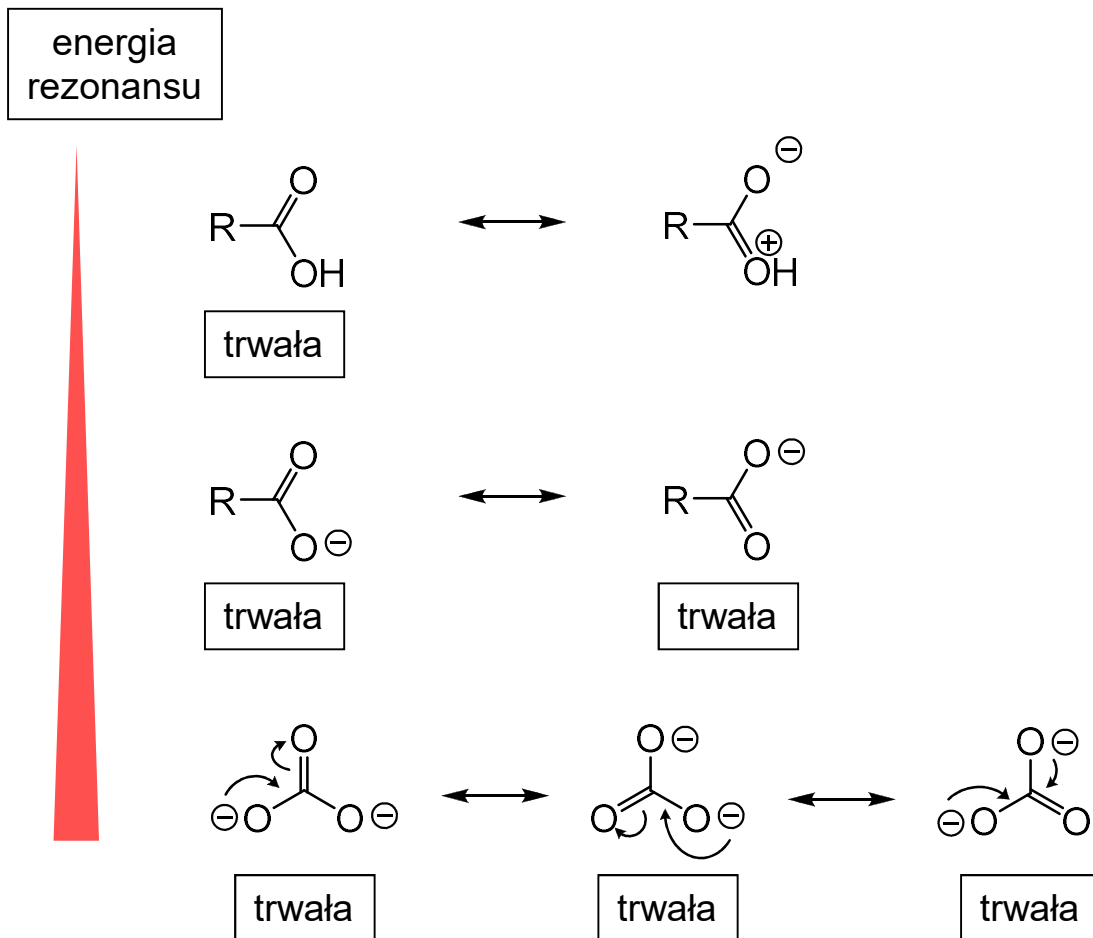 energia
rezonansu
O
R
OH
O ⊖
R
⊕
OH
trwała
O
R
O ⊖
O ⊖
R
O
trwała
trwała
O
⊖ O
O ⊖
O ⊖
O
O ⊖
O ⊖
⊖ O
O
trwała
trwała
trwała